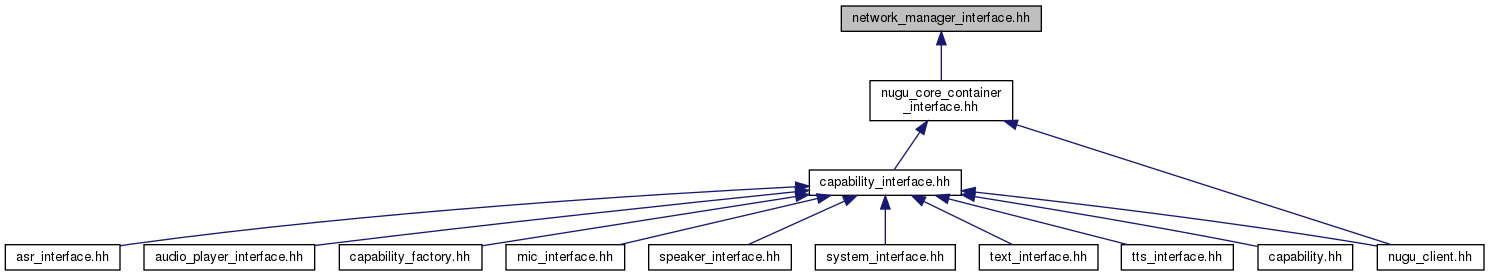 network_manager_interface.hh
nugu_core_container
_interface.hh
capability_interface.hh
asr_interface.hh
audio_player_interface.hh
capability_factory.hh
mic_interface.hh
speaker_interface.hh
system_interface.hh
text_interface.hh
tts_interface.hh
capability.hh
nugu_client.hh